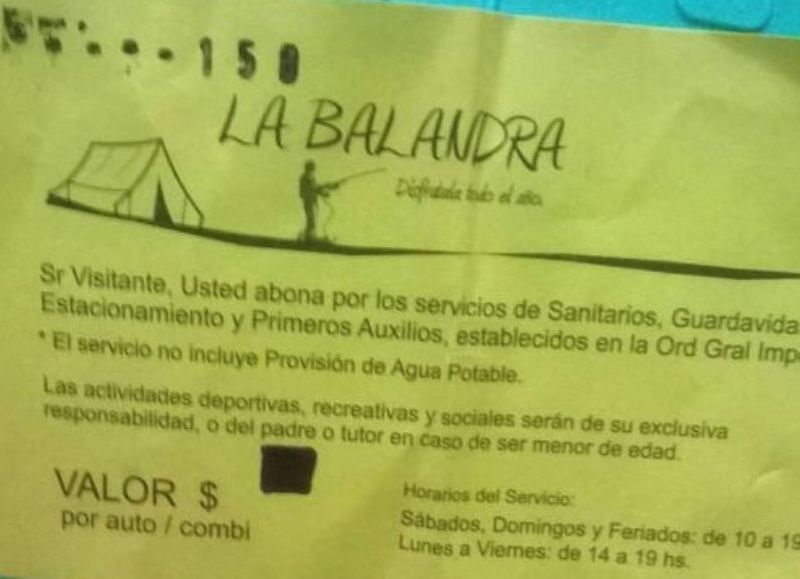 150
LA BALANDRA
Disfrutala todo el año.
Sr Visitante, Usted abona por los servicios de Sanitarios, Guardavida
Estacionamiento y Primeros Auxilios, establecidos en la Ord Gral Imp
* El servicio no incluye Provisión de Agua Potable.
Las actividades deportivas, recreativas y sociales serán de su exclusiva
responsabilidad, o del padre o tutor en caso de ser menor de edad.
VALOR $
por auto / combi
Horarios del Servicio:
Sábados, Domingos y Feriados: de 10 a 19
Lunes a Viernes: de 14 a 19 hs.